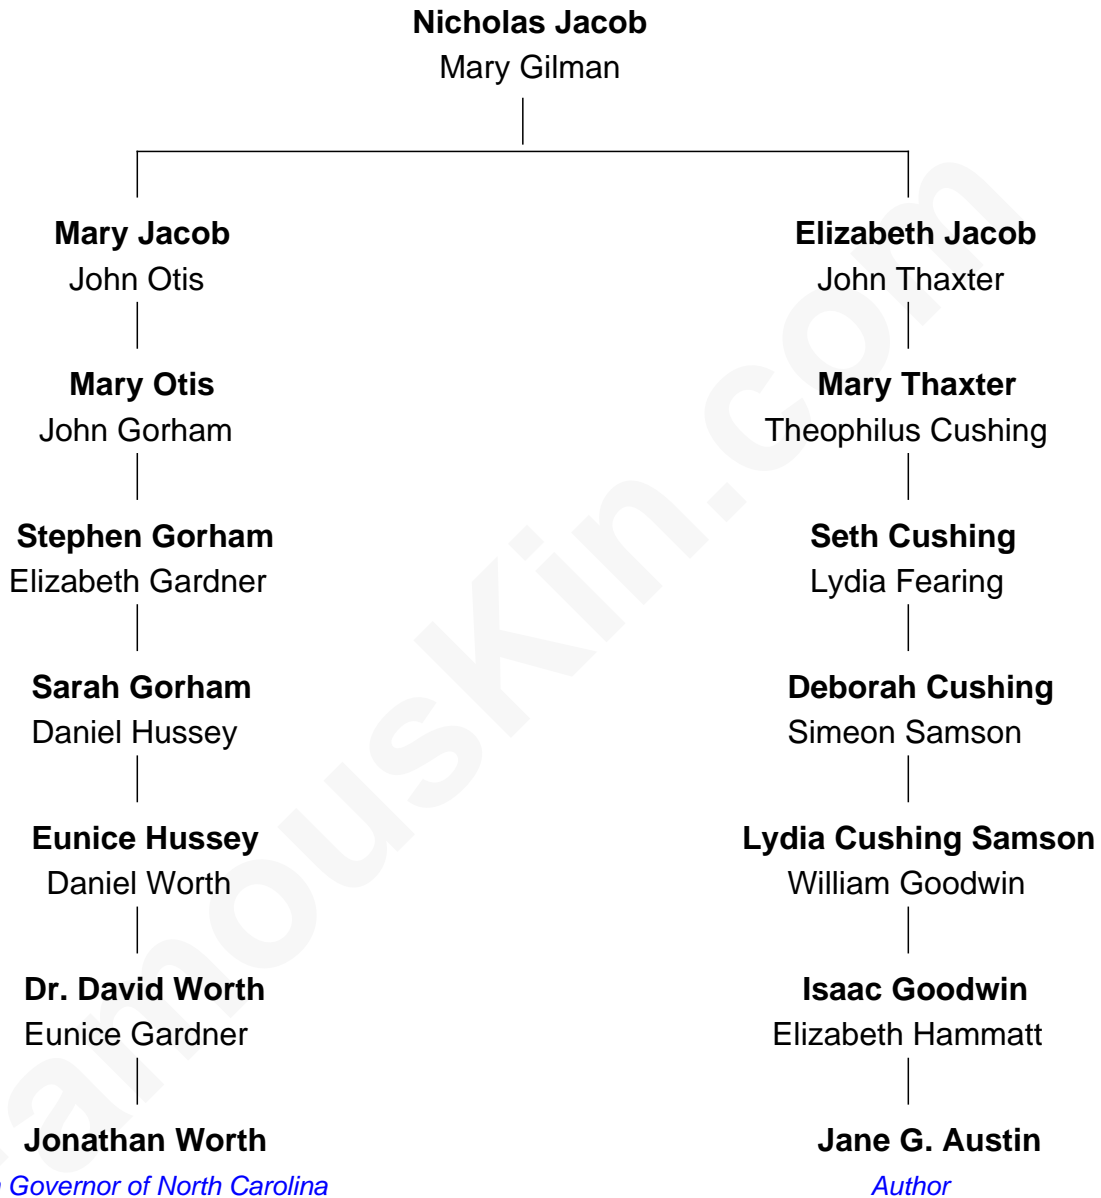 Nicholas Jacob
Mary Gilman
Mary Jacob
John Otis
Elizabeth Jacob
John Thaxter
Mary Otis
John Gorham
Mary Thaxter
Theophilus Cushing
Stephen Gorham
Elizabeth Gardner
Seth Cushing
Lydia Fearing
Sarah Gorham
Daniel Hussey
Deborah Cushing
Simeon Samson
Eunice Hussey
Daniel Worth
Lydia Cushing Samson
William Goodwin
Dr. David Worth
Eunice Gardner
Isaac Goodwin
Elizabeth Hammatt
Jonathan Worth
Governor of North Carolina
Jane G. Austin
Author
amousKin.com